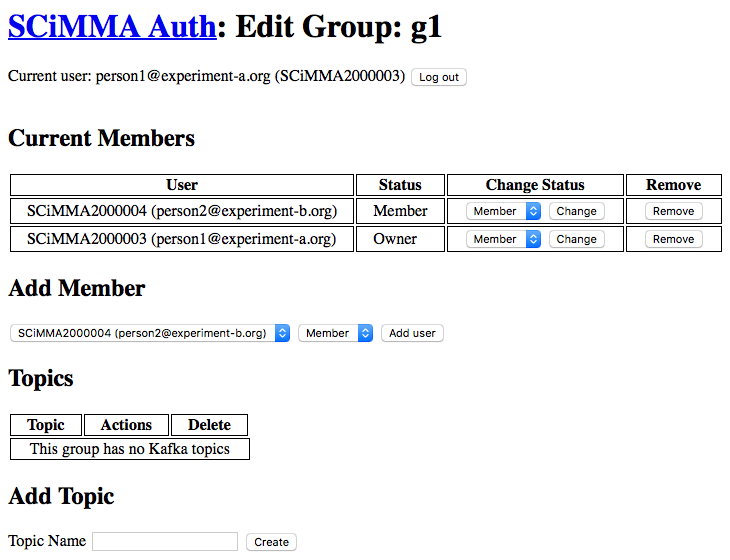 SCiMMA Auth: Edit Group: g1
Current user: person1@experiment-a.org (SCiMMA2000003) Log out
Current Members
User Status Change Status Remove
SCiMMA2000004 (person2@experiment-b.org) Member Member Change Remove
SCiMMA2000003 (person1@experiment-a.org) Owner Member Change Remove
Add Member
SCiMMA2000004 (person2@experiment-b.org) Member Add user
Topics
Topic Actions Delete
This group has no Kafka topics
Add Topic
Topic Name Create